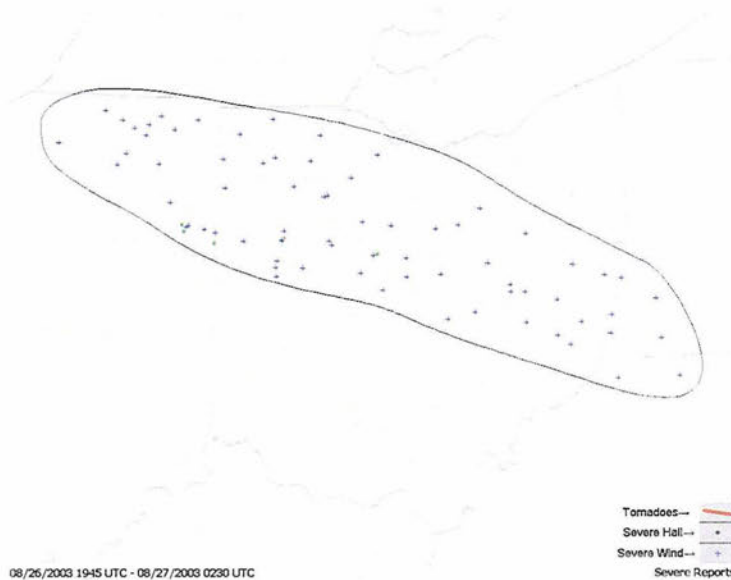 Tornadoes→
Severe Hail→
Severe Wind→
08/26/2003 1945 UTC - 08/27/2003 0230 UTC
Severe Reports